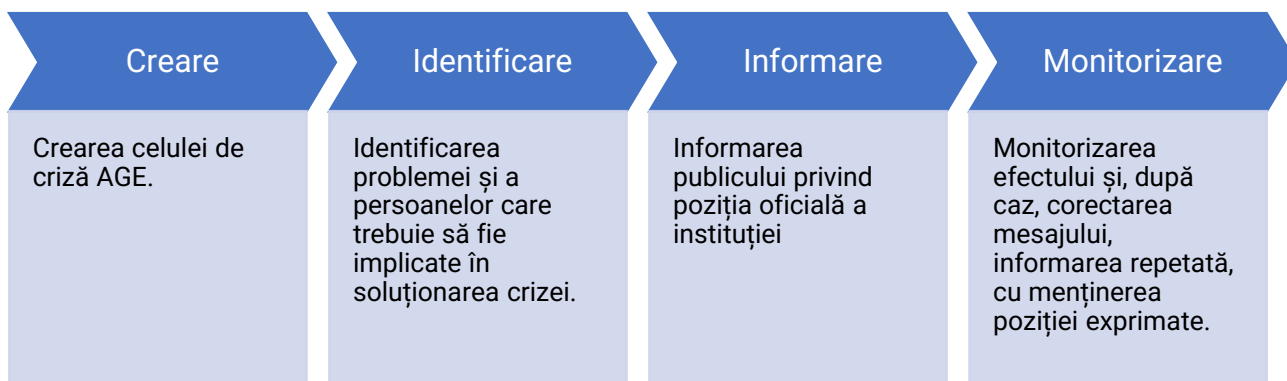 Creare
Crearea celulei de
criză AGE.
Identificare
Identificarea
problemei și a
persoanelor care
trebuie să fie
implicate în
soluționarea crizei.
Informare
Informarea
publicului privind
poziția oficială a
instituției
Monitorizare
Monitorizarea
efectului și, după
caz, corectarea
mesajului,
informarea repetată,
cu menținerea
poziției exprimate.